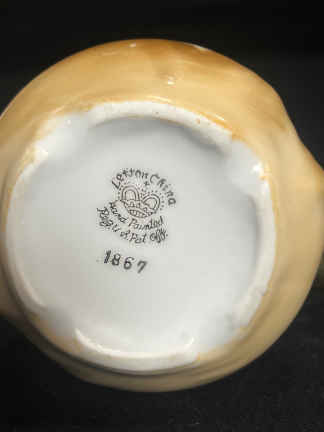 Lefton China
Hand Painted
Reg. U.S. Pat. Off.
1867